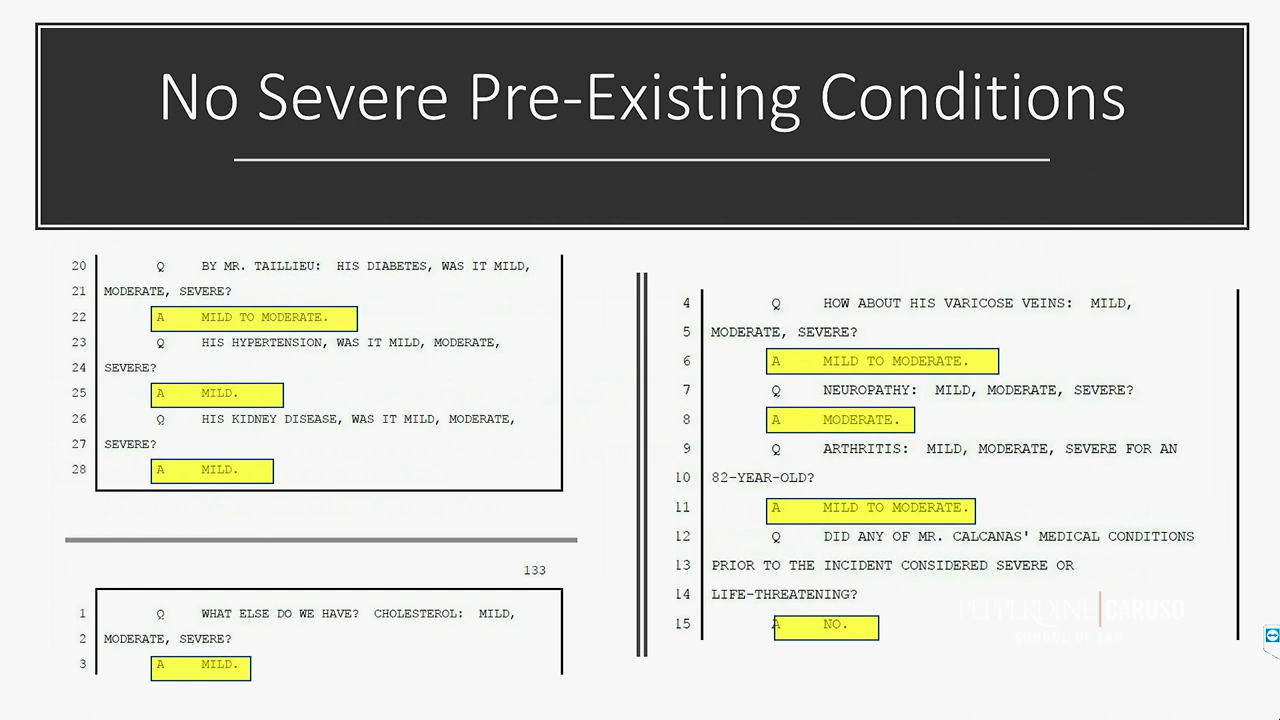 No Severe Pre-Existing Conditions
20 Q BY MR. TAILLIEU: HIS DIABETES, WAS IT MILD,
21 MODERATE, SEVERE?
22 A MILD TO MODERATE.
23 Q HIS HYPERTENSION, WAS IT MILD, MODERATE,
24 SEVERE?
25 A MILD.
26 Q HIS KIDNEY DISEASE, WAS IT MILD, MODERATE,
27 SEVERE?
28 A MILD.
133
1 Q WHAT ELSE DO WE HAVE? CHOLESTEROL: MILD,
2 MODERATE, SEVERE?
3 A MILD.
4 Q HOW ABOUT HIS VARICOSE VEINS: MILD,
5 MODERATE, SEVERE?
6 A MILD TO MODERATE.
7 Q NEUROPATHY: MILD, MODERATE, SEVERE?
8 A MODERATE.
9 Q ARTHRITIS: MILD, MODERATE, SEVERE FOR AN
10 82-YEAR-OLD?
11 A MILD TO MODERATE.
12 Q DID ANY OF MR. CALCANAS' MEDICAL CONDITIONS
13 PRIOR TO THE INCIDENT CONSIDERED SEVERE OR
14 LIFE-THREATENING?
15 A NO.
PEPPERDINE CARUSO
SCHOOL OF LAW